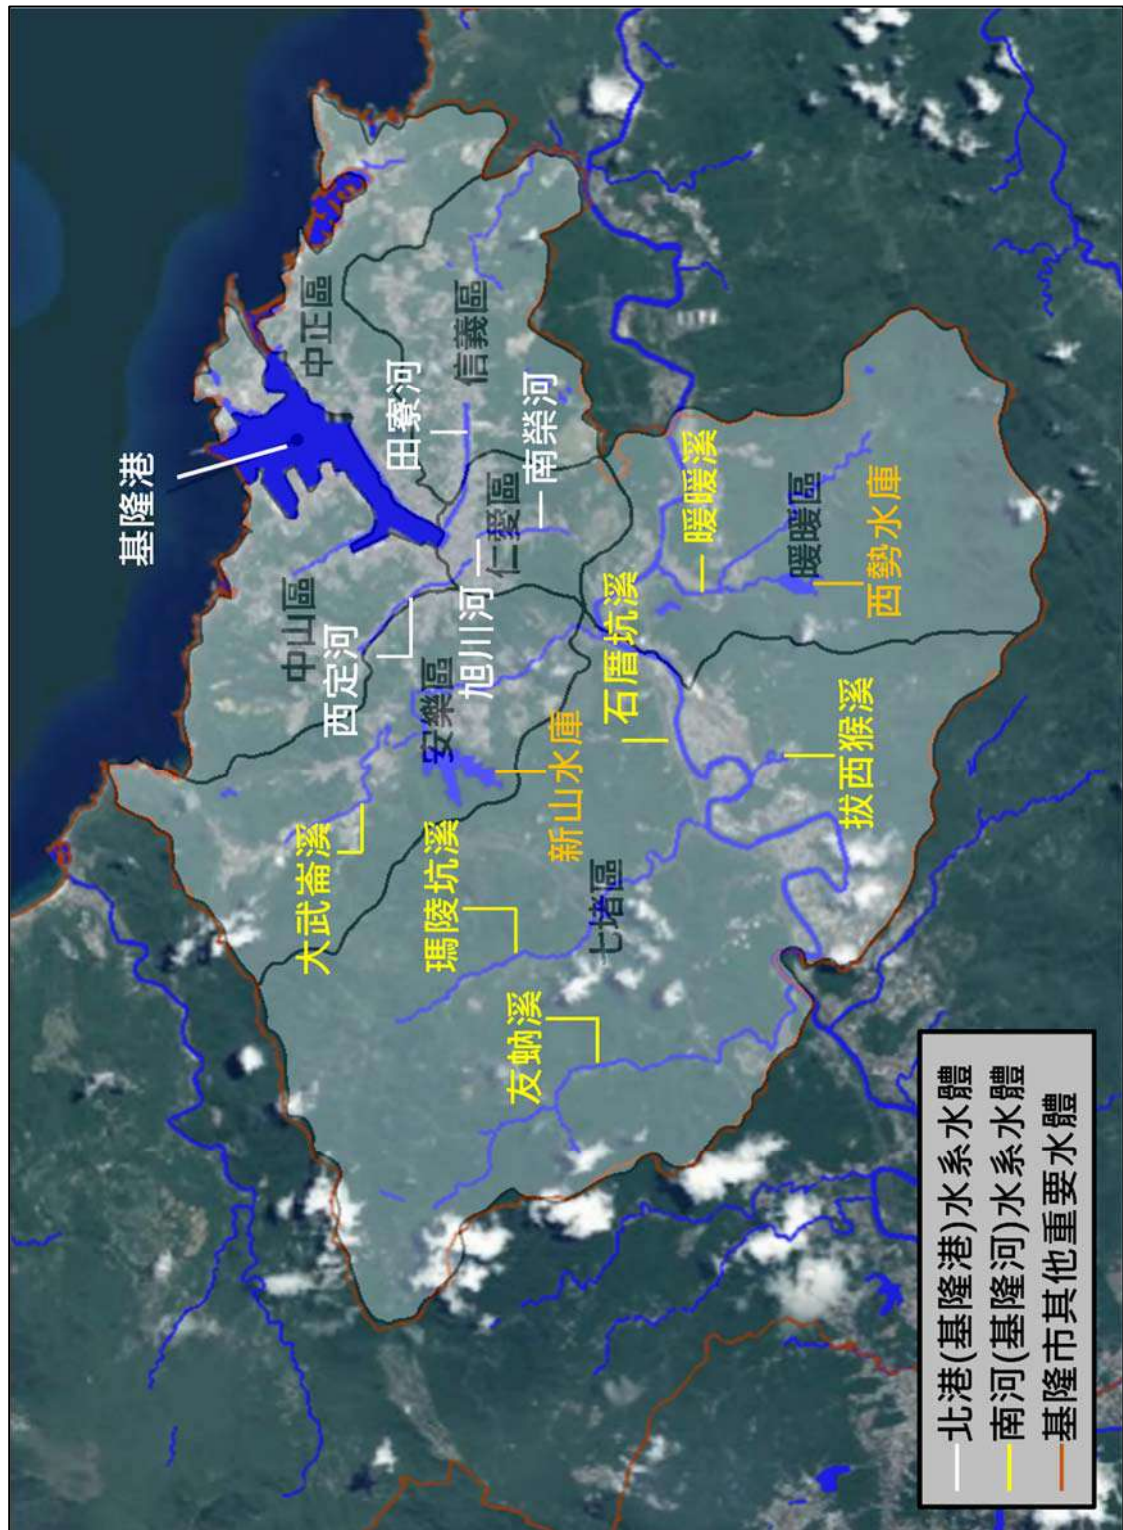 基隆港
中正區
中山區
田寮河
信義區
西定河
南榮河
仁愛區
旭川河
安樂區
大武崙溪
瑪陵坑溪
新山水庫
石厝坑溪
暖暖溪
暖暖區
西勢水庫
拔西猴溪
七堵區
友蚋溪
北港(基隆港)水系水體
南河(基隆河)水系水體
基隆市其他重要水體